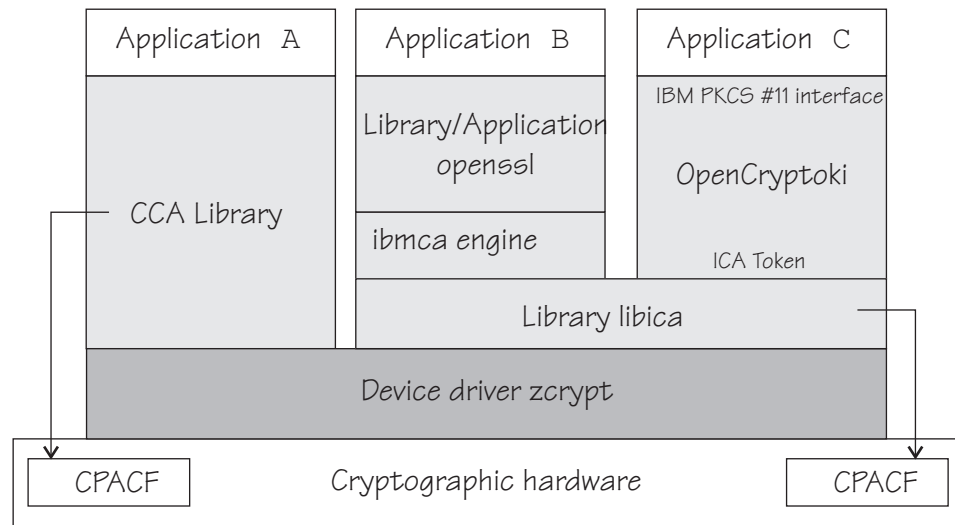 Application A
Application B
Application C
IBM PKCS #11 interface
Library/Application
openssl
OpenCryptoki
CCA Library
ibmca engine
ICA Token
Library libica
Device driver zcrypt
CPACF
Cryptographic hardware
CPACF